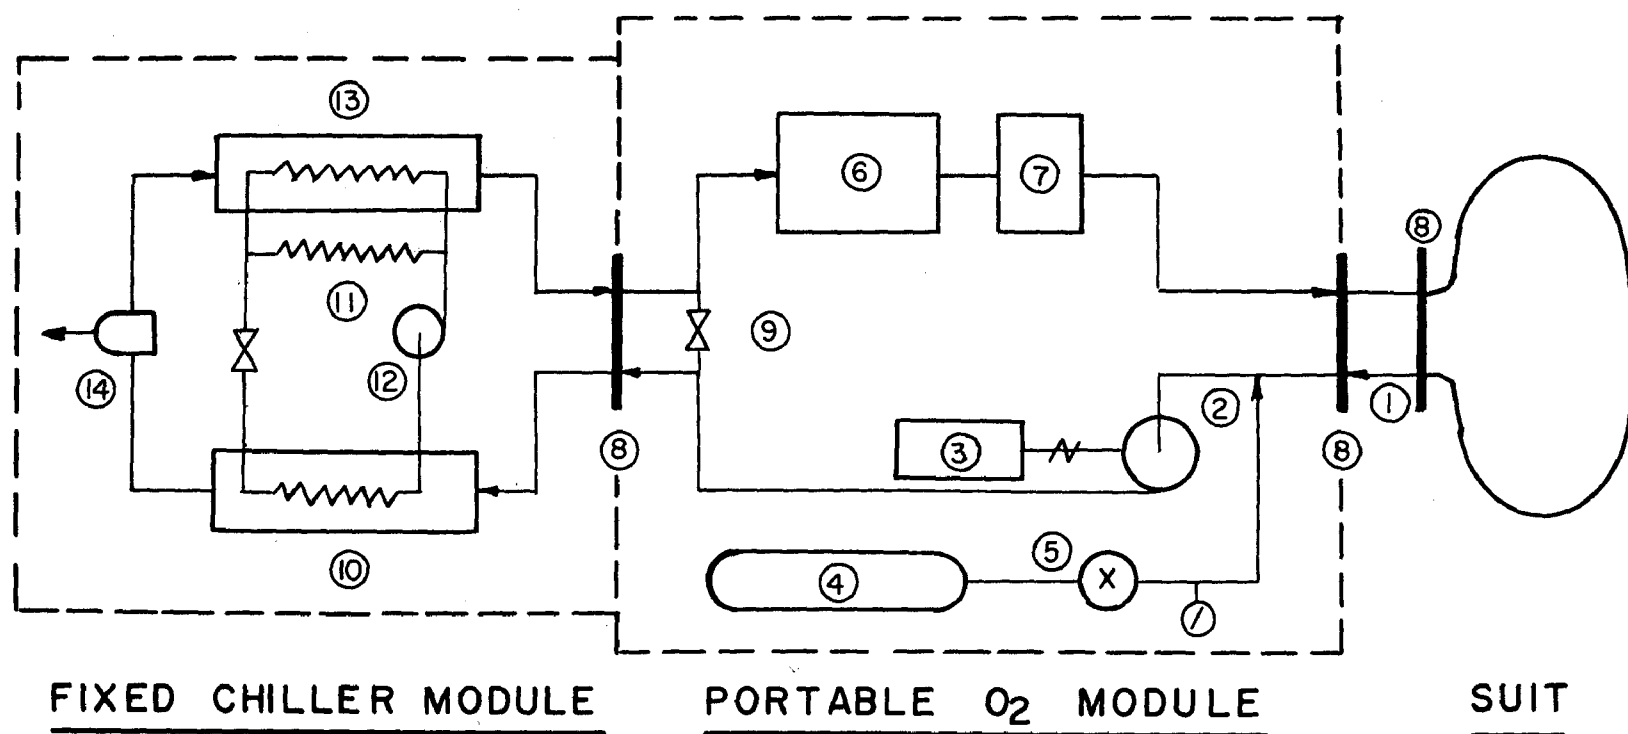 ⑬
⑥ ⑦
⑧
⑪ ⑨
⑫
⑭ ② ①
⑧ ③ ⑧
⑤
⑩ ④ X
FIXED CHILLER MODULE PORTABLE O₂ MODULE SUIT